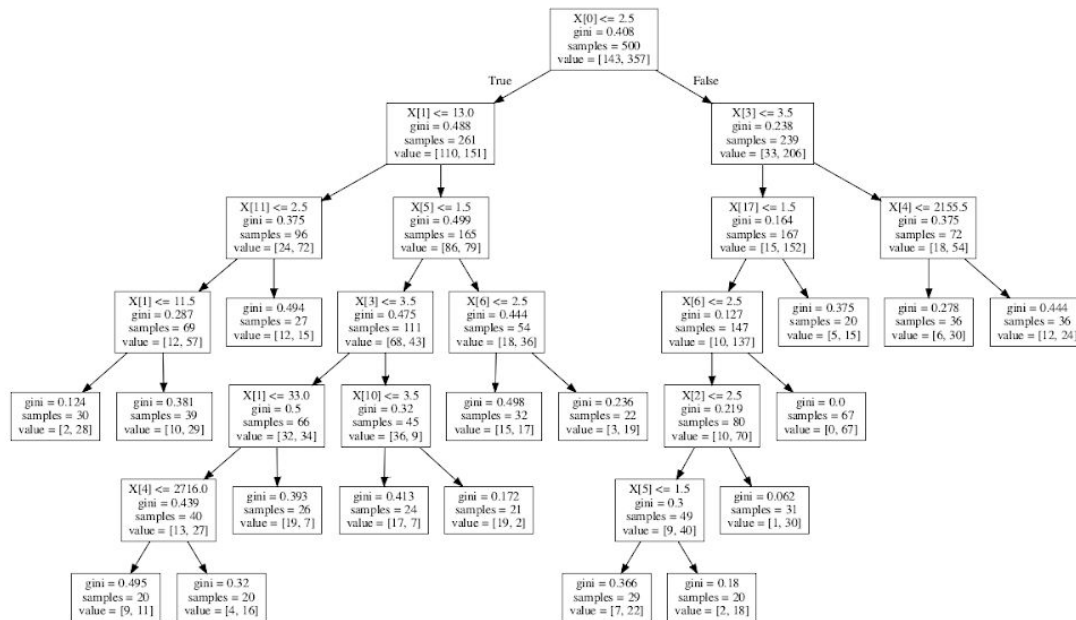 X[0] <= 2.5
gini = 0.408
samples = 500
value = [143, 357]
True
False
X[1] <= 13.0
gini = 0.488
samples = 261
value = [110, 151]
X[3] <= 3.5
gini = 0.238
samples = 239
value = [33, 206]
X[11] <= 2.5
gini = 0.375
samples = 96
value = [24, 72]
X[5] <= 1.5
gini = 0.499
samples = 165
value = [86, 79]
X[17] <= 1.5
gini = 0.164
samples = 167
value = [15, 152]
X[4] <= 2155.5
gini = 0.375
samples = 72
value = [18, 54]
X[1] <= 11.5
gini = 0.287
samples = 69
value = [12, 57]
gini = 0.494
samples = 27
value = [12, 15]
X[3] <= 3.5
gini = 0.475
samples = 111
value = [68, 43]
X[6] <= 2.5
gini = 0.444
samples = 54
value = [18, 36]
X[6] <= 2.5
gini = 0.127
samples = 147
value = [10, 137]
gini = 0.375
samples = 20
value = [5, 15]
gini = 0.278
samples = 36
value = [6, 30]
gini = 0.444
samples = 36
value = [12, 24]
gini = 0.124
samples = 30
value = [2, 28]
gini = 0.381
samples = 39
value = [10, 29]
X[1] <= 33.0
gini = 0.5
samples = 66
value = [32, 34]
X[10] <= 3.5
gini = 0.32
samples = 45
value = [36, 9]
gini = 0.498
samples = 32
value = [15, 17]
gini = 0.236
samples = 22
value = [3, 19]
X[2] <= 2.5
gini = 0.219
samples = 80
value = [10, 70]
gini = 0.0
samples = 67
value = [0, 67]
X[4] <= 2716.0
gini = 0.439
samples = 40
value = [13, 27]
gini = 0.393
samples = 26
value = [19, 7]
gini = 0.413
samples = 24
value = [17, 7]
gini = 0.172
samples = 21
value = [19, 2]
X[5] <= 1.5
gini = 0.3
samples = 49
value = [9, 40]
gini = 0.062
samples = 31
value = [1, 30]
gini = 0.495
samples = 20
value = [9, 11]
gini = 0.32
samples = 20
value = [4, 16]
gini = 0.366
samples = 29
value = [7, 22]
gini = 0.18
samples = 20
value = [2, 18]